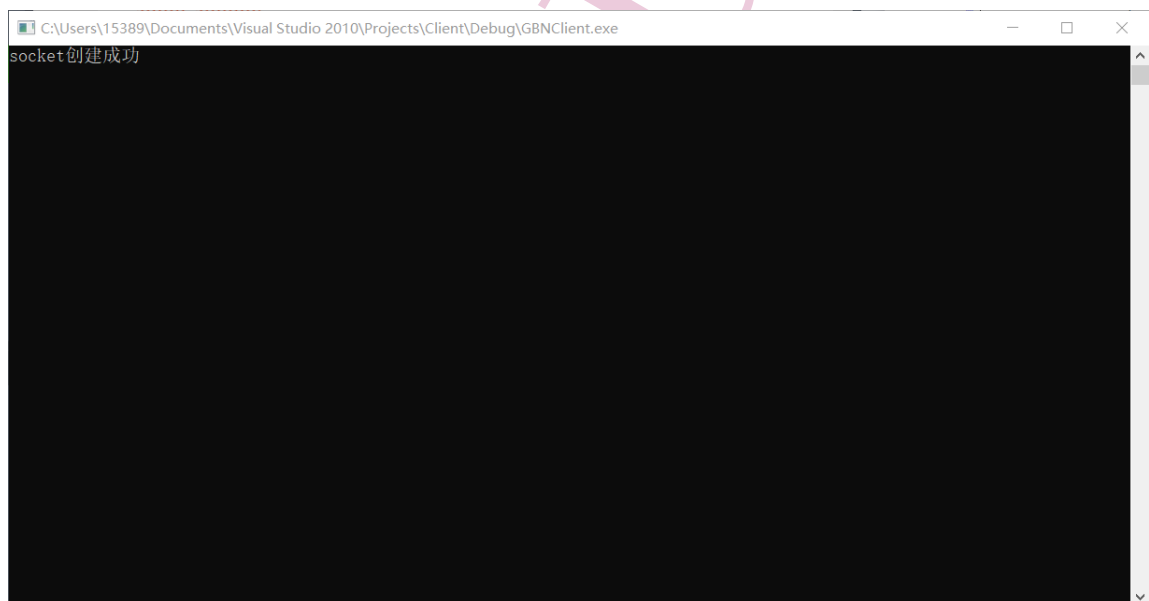 C:\Users\15389\Documents\Visual Studio 2010\Projects\Client\Debug\GBNClient.exe
socket创建成功